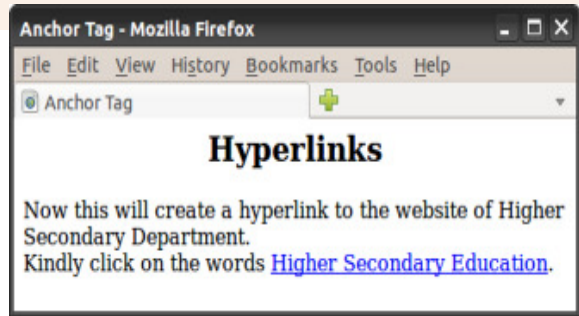 Anchor Tag - Mozilla Firefox
File Edit View History Bookmarks Tools Help
Anchor Tag
Hyperlinks
Now this will create a hyperlink to the website of Higher
Secondary Department.
Kindly click on the words Higher Secondary Education.